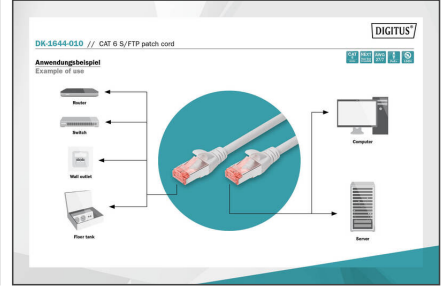 DIGITUS®
DK-1644-010 // CAT 6 S/FTP patch cord
Anwendungsbeispiel
Example of use
Router
Switch
Wall outlet
Floor tank
Computer
Server